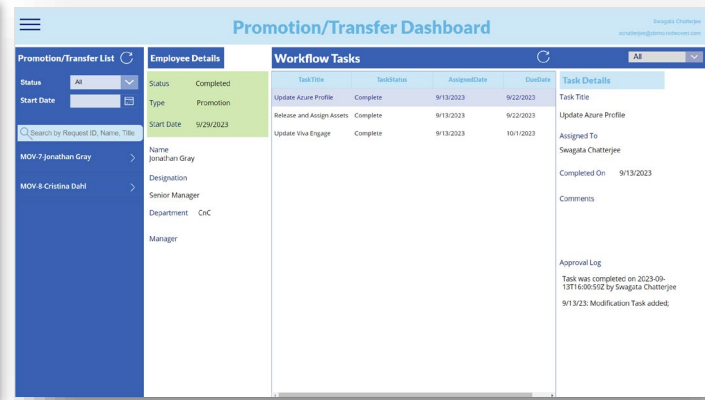 Promotion/Transfer Dashboard
Swagata Chatterjee
Promotion/Transfer List
Status All
Start Date
Search by Request ID, Name, Title
MOV-7-Jonathan Gray
MOV-8-Cristina Dahl
Employee Details
Status Completed
Type Promotion
Start Date 9/29/2023
Name
Jonathan Gray
Designation
Senior Manager
Department CnC
Manager
Workflow Tasks
All
TaskTitle TaskStatus AssignedDate DueDate
Update Azure Profile Complete 9/13/2023 9/22/2023
Release and Assign Assets Complete 9/13/2023 9/22/2023
Update Viva Engage Complete 9/13/2023 10/1/2023
Task Details
Task Title
Update Azure Profile
Assigned To
Swagata Chatterjee
Completed On 9/13/2023
Comments
Approval Log
Task was completed on 2023-09-
13T16:00:59Z by Swagata Chatterjee
9/13/23: Modification Task added;